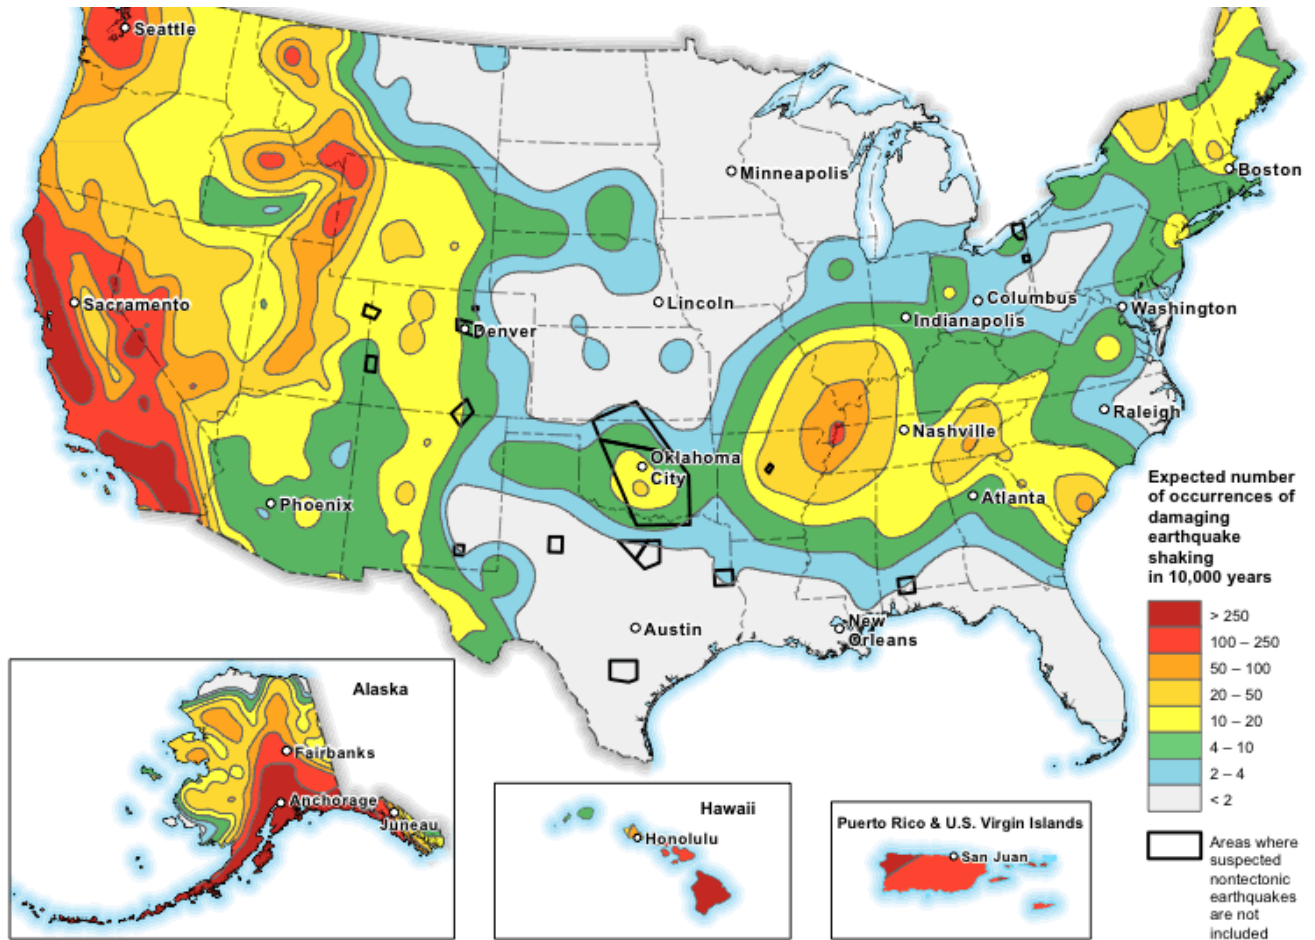 Seattle
Minneapolis
Boston
Sacramento
Lincoln
Columbus
Washington
Denver
Indianapolis
Raleigh
Nashville
Oklahoma
City
Phoenix
Atlanta
Austin
New
Orleans
Expected number
of occurrences of
damaging
earthquake
shaking
in 10,000 years
> 250
100 – 250
50 – 100
20 – 50
10 – 20
4 – 10
2 – 4
< 2
Areas where
suspected
nontectonic
earthquakes
are not
included
Alaska
Fairbanks
Anchorage
Juneau
Hawaii
Honolulu
Puerto Rico & U.S. Virgin Islands
San Juan